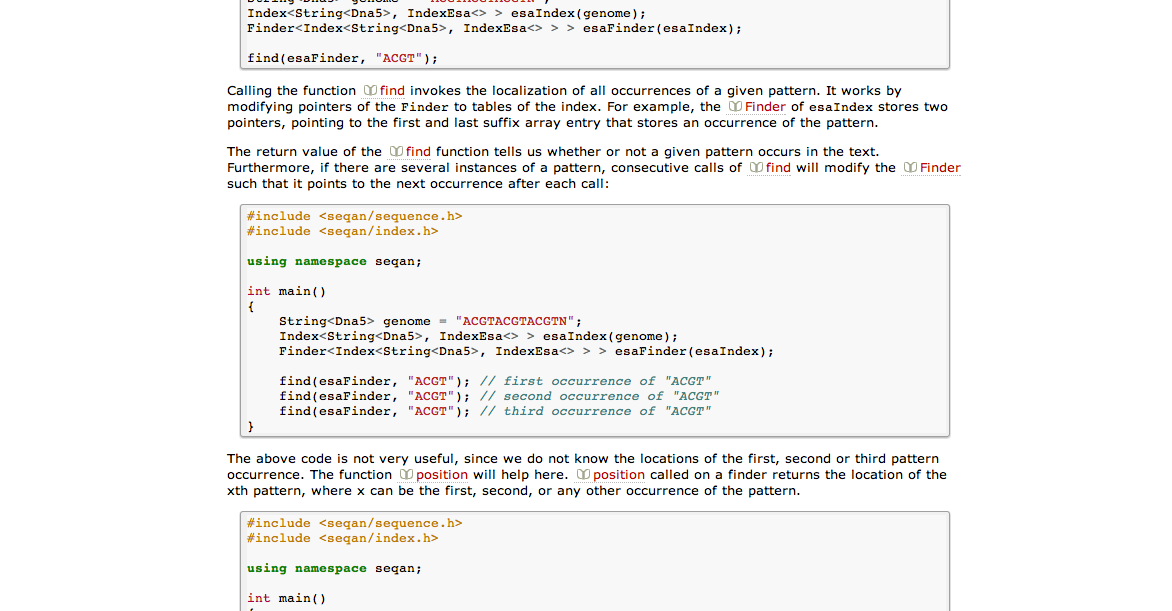 Index<String<Dna5>, IndexEsa<> > esaIndex(genome);
Finder<Index<String<Dna5>, IndexEsa<> > > esaFinder(esaIndex);
find(esaFinder, "ACGT");
Calling the function find invokes the localization of all occurrences of a given pattern. It works by
modifying pointers of the Finder to tables of the index. For example, the Finder of esaIndex stores two
pointers, pointing to the first and last suffix array entry that stores an occurrence of the pattern.
The return value of the find function tells us whether or not a given pattern occurs in the text.
Furthermore, if there are several instances of a pattern, consecutive calls of find will modify the Finder
such that it points to the next occurrence after each call:
#include <seqan/sequence.h>
#include <seqan/index.h>
using namespace seqan;
int main()
{
String<Dna5> genome = "ACGTACGTACGTN";
Index<String<Dna5>, IndexEsa<> > esaIndex(genome);
Finder<Index<String<Dna5>, IndexEsa<> > > esaFinder(esaIndex);
find(esaFinder, "ACGT"); // first occurrence of "ACGT"
find(esaFinder, "ACGT"); // second occurrence of "ACGT"
find(esaFinder, "ACGT"); // third occurrence of "ACGT"
}
The above code is not very useful, since we do not know the locations of the first, second or third pattern
occurrence. The function position will help here. position called on a finder returns the location of the
xth pattern, where x can be the first, second, or any other occurrence of the pattern.
#include <seqan/sequence.h>
#include <seqan/index.h>
using namespace seqan;
int main()